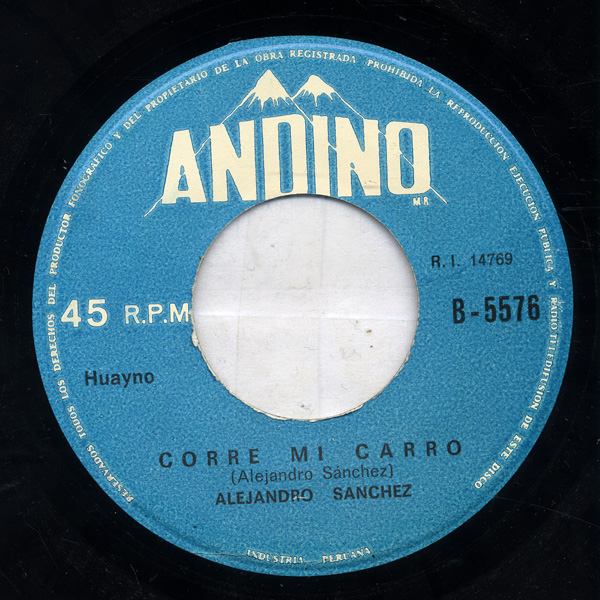 RESERVADOS TODOS LOS DERECHOS DEL PRODUCTOR FONOGRAFICO Y DEL PROPIETARIO DE LA OBRA REGISTRADA PROHIBIDA LA REPRODUCCION EJECUCION PUBLICA Y RADIO TELEDIFUSION DE ESTE DISCO
ANDINO
M.R.
R.I. 14769
45 R.P.M
B-5576
Huayno
CORRE MI CARRO
(Alejandro Sánchez)
ALEJANDRO SANCHEZ
INDUSTRIA PERUANA